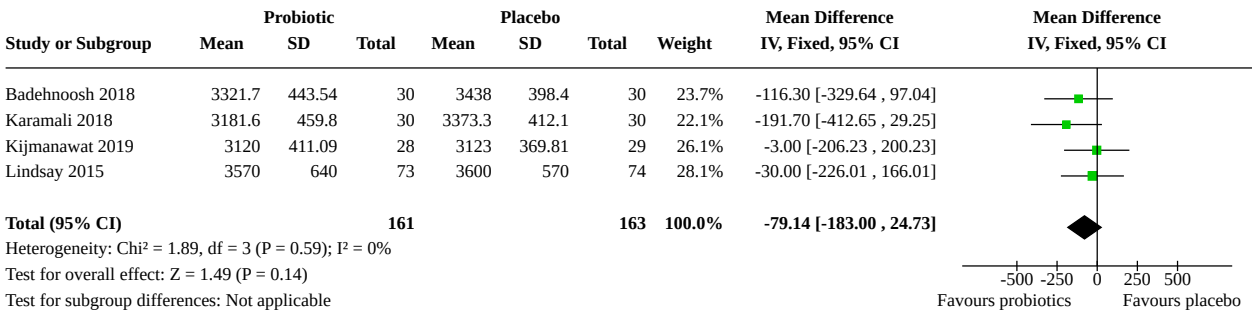 Probiotic Placebo Mean Difference Mean Difference
Study or Subgroup Mean SD Total Mean SD Total Weight IV, Fixed, 95% CI IV, Fixed, 95% CI
Badehnoosh 2018 3321.7 443.54 30 3438 398.4 30 23.7% -116.30 [-329.64 , 97.04]
Karamali 2018 3181.6 459.8 30 3373.3 412.1 30 22.1% -191.70 [-412.65 , 29.25]
Kijmanawat 2019 3120 411.09 28 3123 369.81 29 26.1% -3.00 [-206.23 , 200.23]
Lindsay 2015 3570 640 73 3600 570 74 28.1% -30.00 [-226.01 , 166.01]
Total (95% CI) 161 163 100.0% -79.14 [-183.00 , 24.73]
Heterogeneity: Chi² = 1.89, df = 3 (P = 0.59); I² = 0%
Test for overall effect: Z = 1.49 (P = 0.14) -500 -250 0 250 500
Test for subgroup differences: Not applicable Favours probiotics Favours placebo